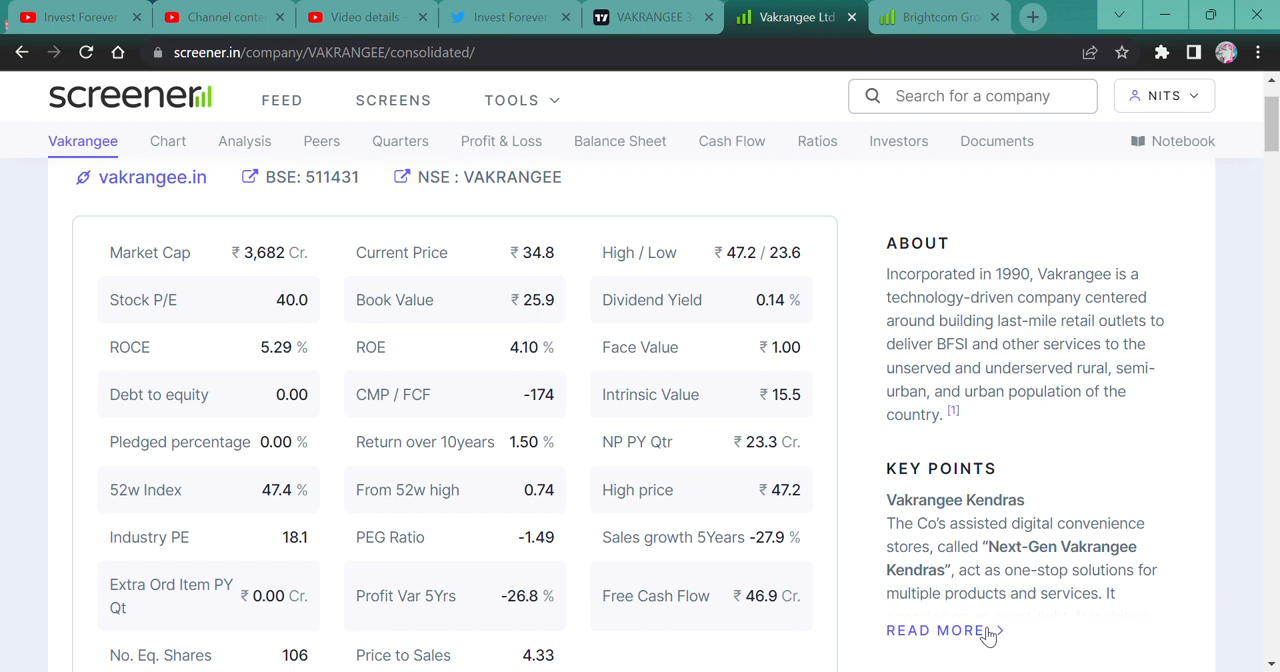 Invest Forever
Channel conte
Video details -
Invest Forever
VAKRANGEE 3
Vakrangee Ltd
Brightcom Gro
screener.in/company/VAKRANGEE/consolidated/
screener
FEED
SCREENS
TOOLS
Search for a company
NITS
Vakrangee
Chart
Analysis
Peers
Quarters
Profit & Loss
Balance Sheet
Cash Flow
Ratios
Investors
Documents
Notebook
vakrangee.in
BSE: 511431
NSE : VAKRANGEE
Market Cap ₹ 3,682 Cr.
Current Price ₹ 34.8
High / Low ₹ 47.2 / 23.6
Stock P/E 40.0
Book Value ₹ 25.9
Dividend Yield 0.14 %
ROCE 5.29 %
ROE 4.10 %
Face Value ₹ 1.00
Debt to equity 0.00
CMP / FCF -174
Intrinsic Value ₹ 15.5
Pledged percentage 0.00 %
Return over 10years 1.50 %
NP PY Qtr ₹ 23.3 Cr.
52w Index 47.4 %
From 52w high 0.74
High price ₹ 47.2
Industry PE 18.1
PEG Ratio -1.49
Sales growth 5Years -27.9 %
Extra Ord Item PY
Qt ₹ 0.00 Cr.
Profit Var 5Yrs -26.8 %
Free Cash Flow ₹ 46.9 Cr.
No. Eq. Shares 106
Price to Sales 4.33
ABOUT
Incorporated in 1990, Vakrangee is a
technology-driven company centered
around building last-mile retail outlets to
deliver BFSI and other services to the
unserved and underserved rural, semi-
urban, and urban population of the
country. [1]
KEY POINTS
Vakrangee Kendras
The Co's assisted digital convenience
stores, called "Next-Gen Vakrangee
Kendras", act as one-stop solutions for
multiple products and services. It
READ MORE